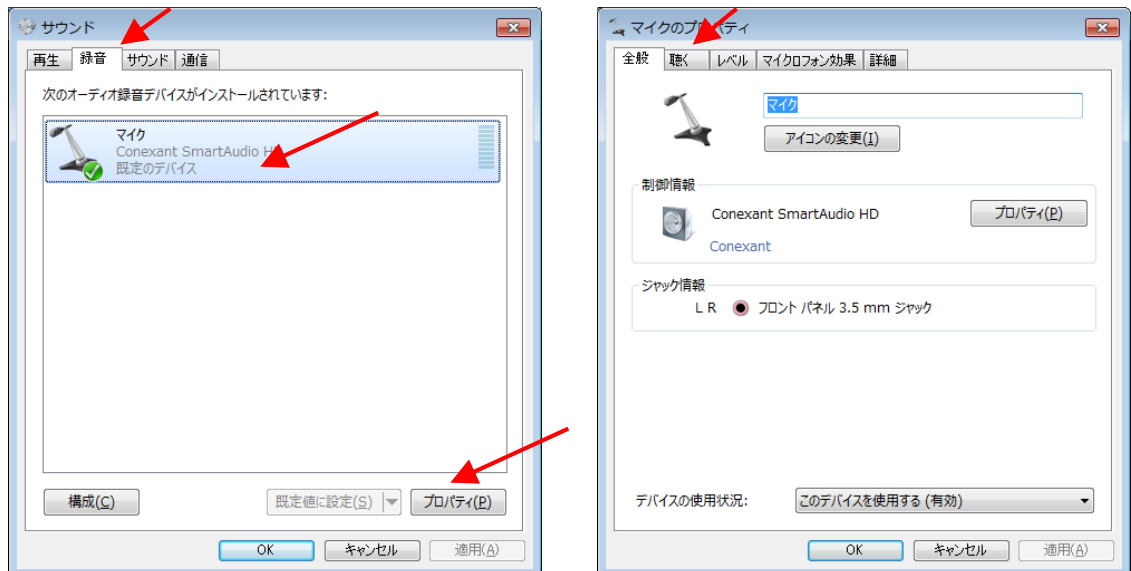 サウンド
再生 録音 サウンド 通信
次のオーディオ録音デバイスがインストールされています:
マイク
Conexant SmartAudio H
既定のデバイス
構成(C)
既定値に設定(S)
プロパティ(P)
OK
キャンセル
適用(A)
マイクのプロパティ
全般 聴く レベル マイクロフォン効果 詳細
マイク
アイコンの変更(I)
制御情報
Conexant SmartAudio HD
プロパティ(P)
Conexant
ジャック情報
L R フロント パネル 3.5 mm ジャック
デバイスの使用状況:
このデバイスを使用する (有効)
OK
キャンセル
適用(A)